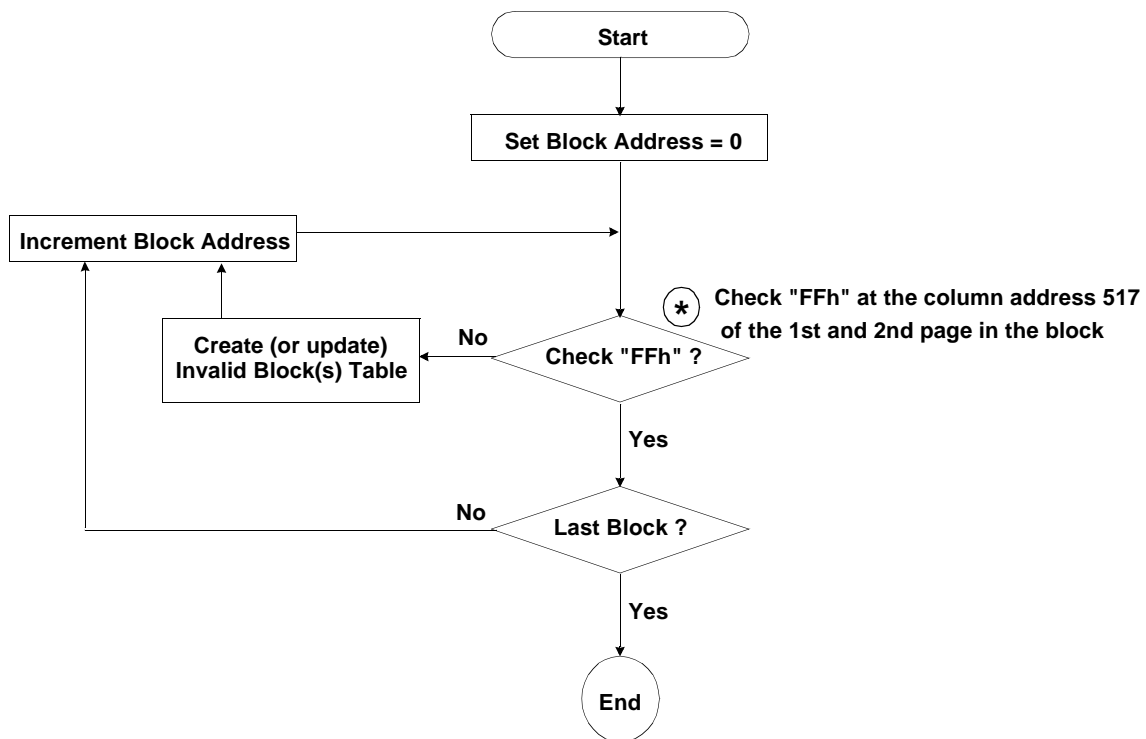 Start
Set Block Address = 0
Increment Block Address
* Check "FFh" at the column address 517
of the 1st and 2nd page in the block
Create (or update)
Invalid Block(s) Table
No
Check "FFh" ?
Yes
No
Last Block ?
Yes
End